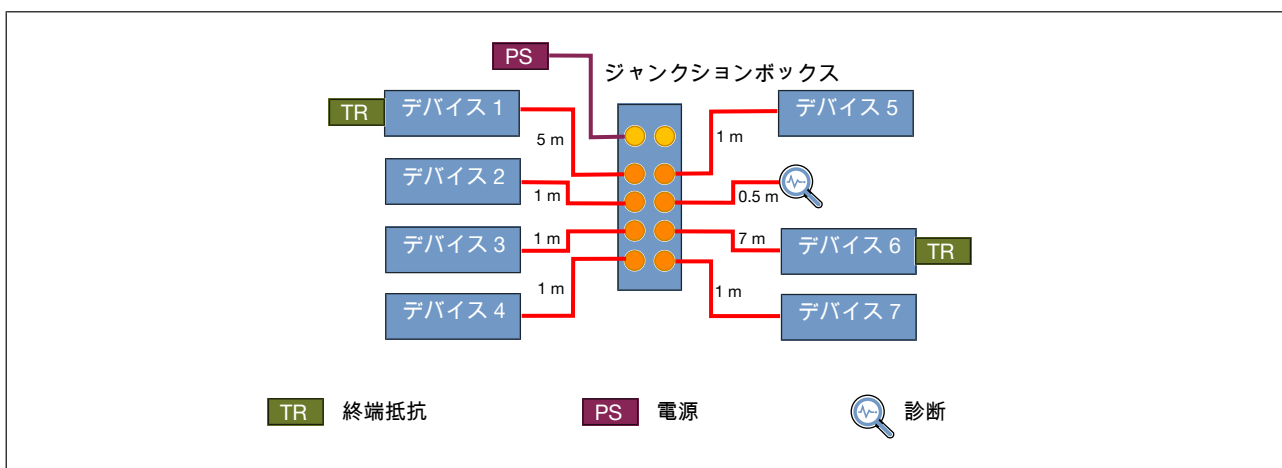 PS
ジャンクションボックス
TR
デバイス 1
デバイス 5
5 m
1 m
デバイス 2
1 m
0.5 m
デバイス 3
1 m
7 m
デバイス 6
TR
デバイス 4
1 m
1 m
デバイス 7
TR
終端抵抗
PS
電源
診断